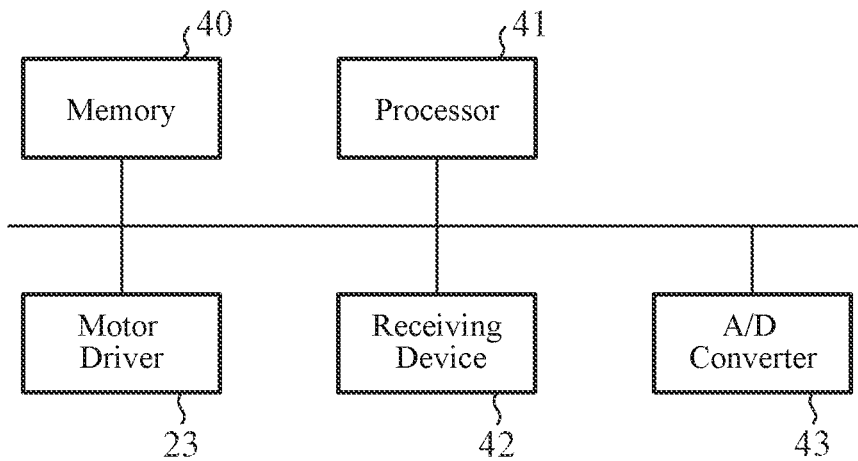 40
41
Memory
Processor
Motor
Driver
Receiving
Device
A/D
Converter
23
42
43